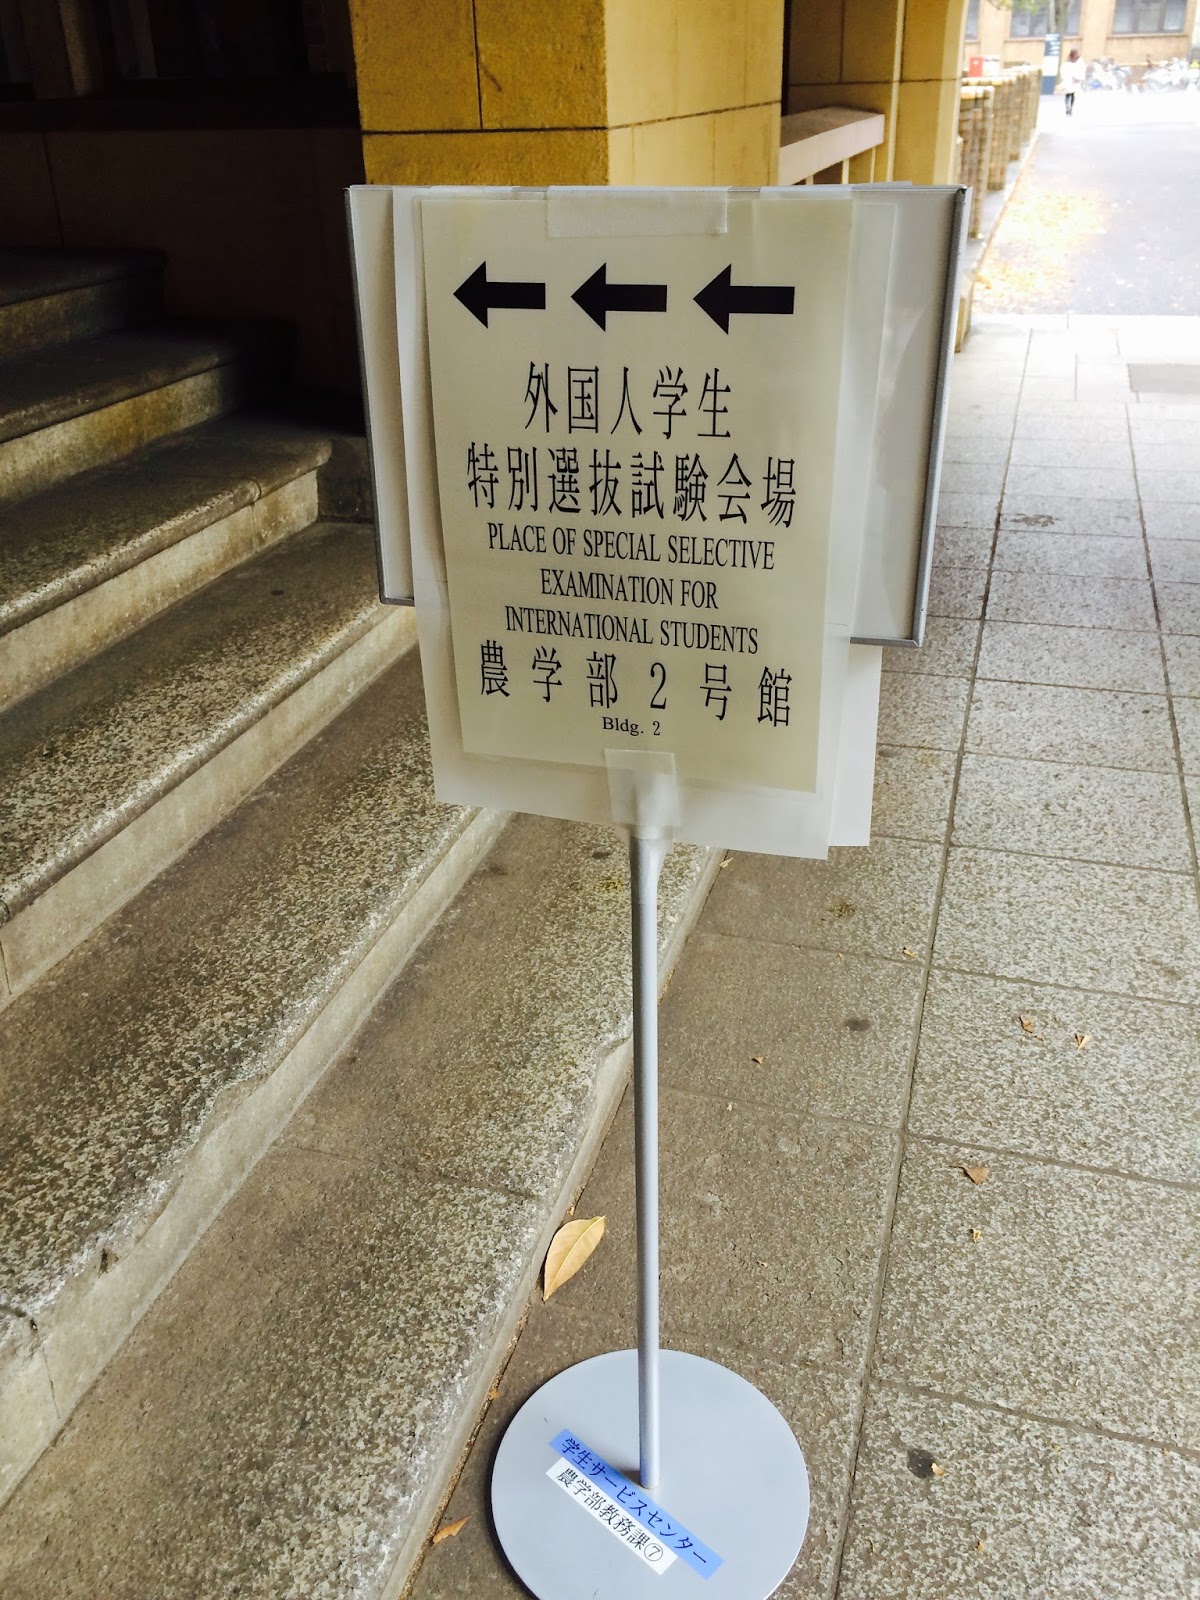 外国人学生
特別選抜試験会場
PLACE OF SPECIAL SELECTIVE
EXAMINATION FOR
INTERNATIONAL STUDENTS
農学部2号館
Bldg. 2
学生サービスセンター
農学部教務課⑦